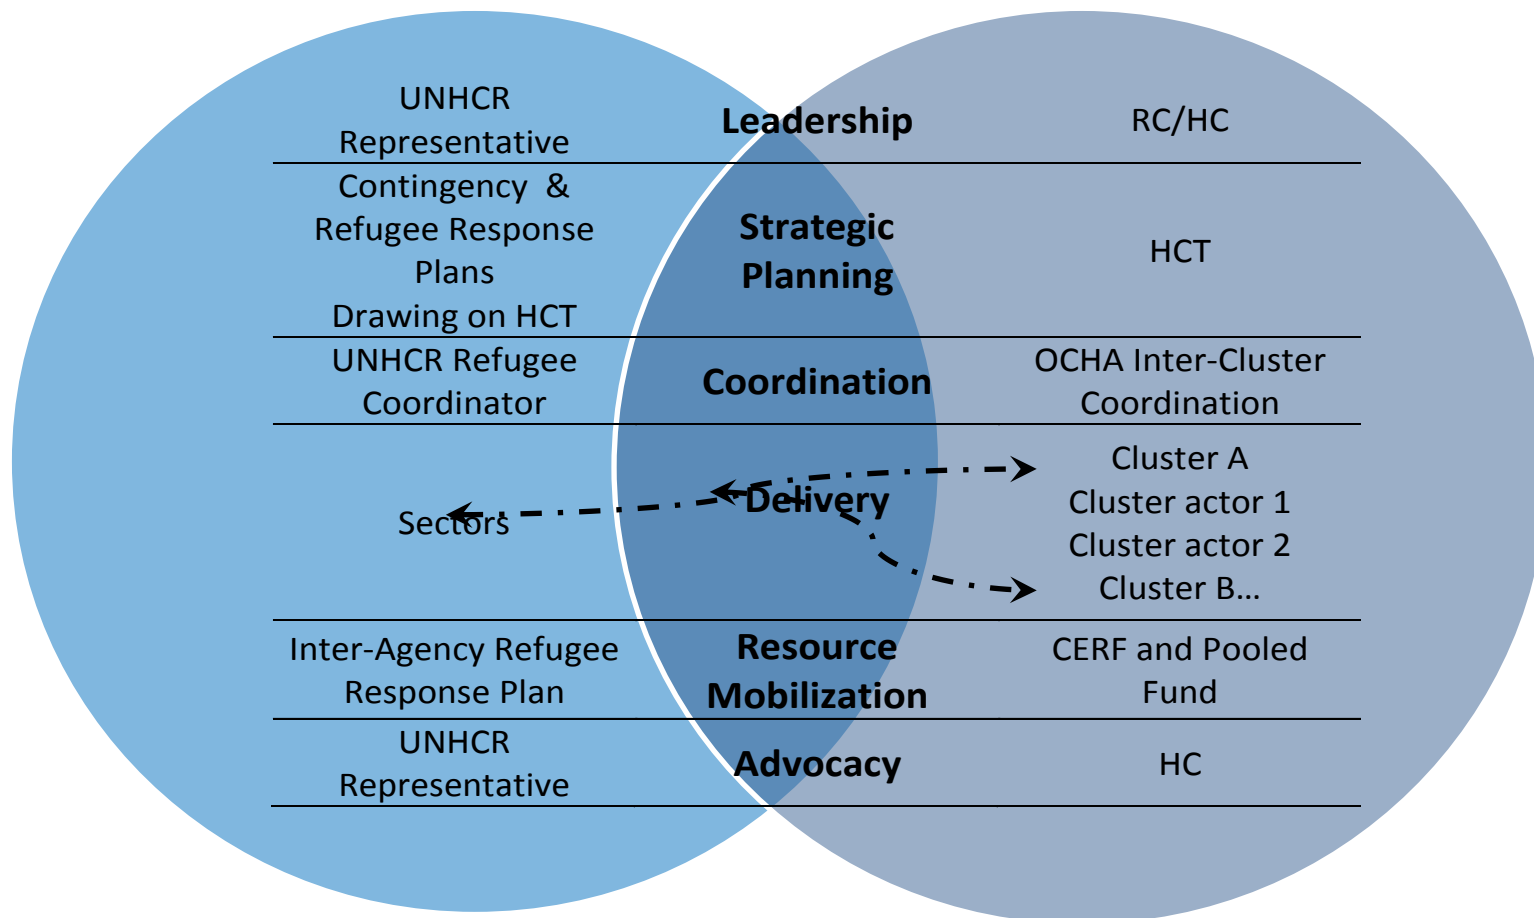 UNHCR
Representative
Leadership
RC/HC
Contingency &
Refugee Response
Plans
Drawing on HCT
Strategic
Planning
HCT
UNHCR Refugee
Coordinator
Coordination
OCHA Inter-Cluster
Coordination
Sectors
Delivery
Cluster A
Cluster actor 1
Cluster actor 2
Cluster B...
Inter-Agency Refugee
Response Plan
Resource
Mobilization
CERF and Pooled
Fund
UNHCR
Representative
Advocacy
HC